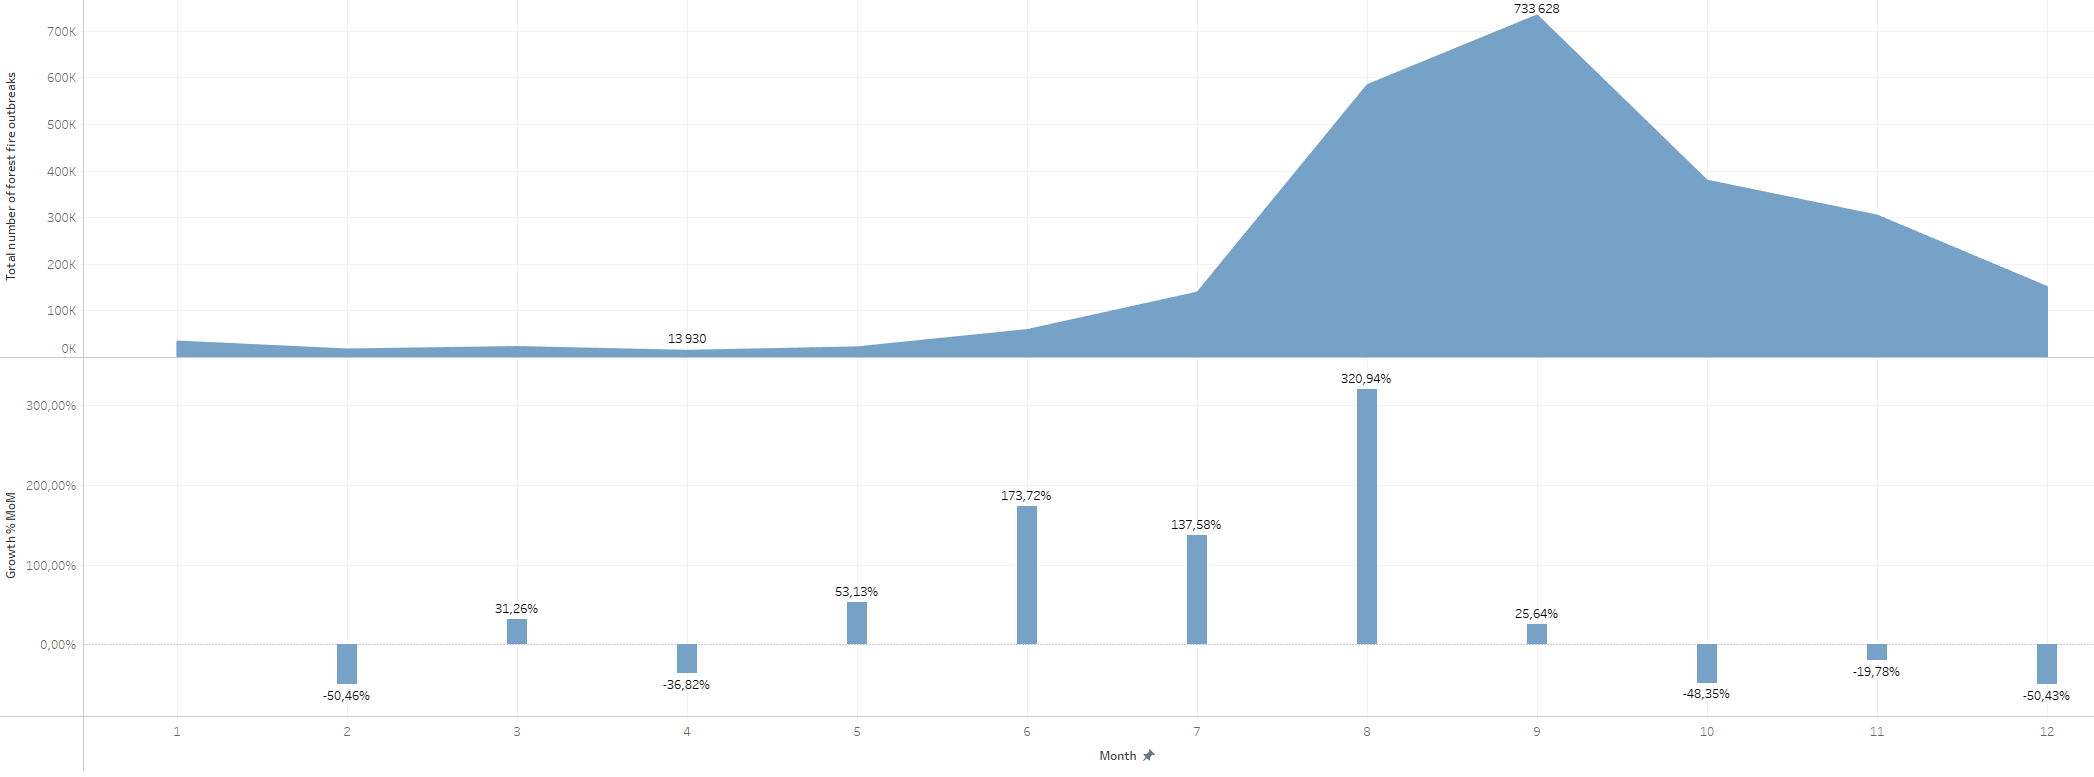 733 628
700K
600K
500K
400K
300K
200K
100K
0K
Total number of forest fire outbreaks
13 930
320,94%
300,00%
200,00%
100,00%
0,00%
Growth % MoM
-50,46%
31,26%
-36,82%
53,13%
173,72%
137,58%
25,64%
-48,35%
-19,78%
-50,43%
1 2 3 4 5 6 7 8 9 10 11 12
Month